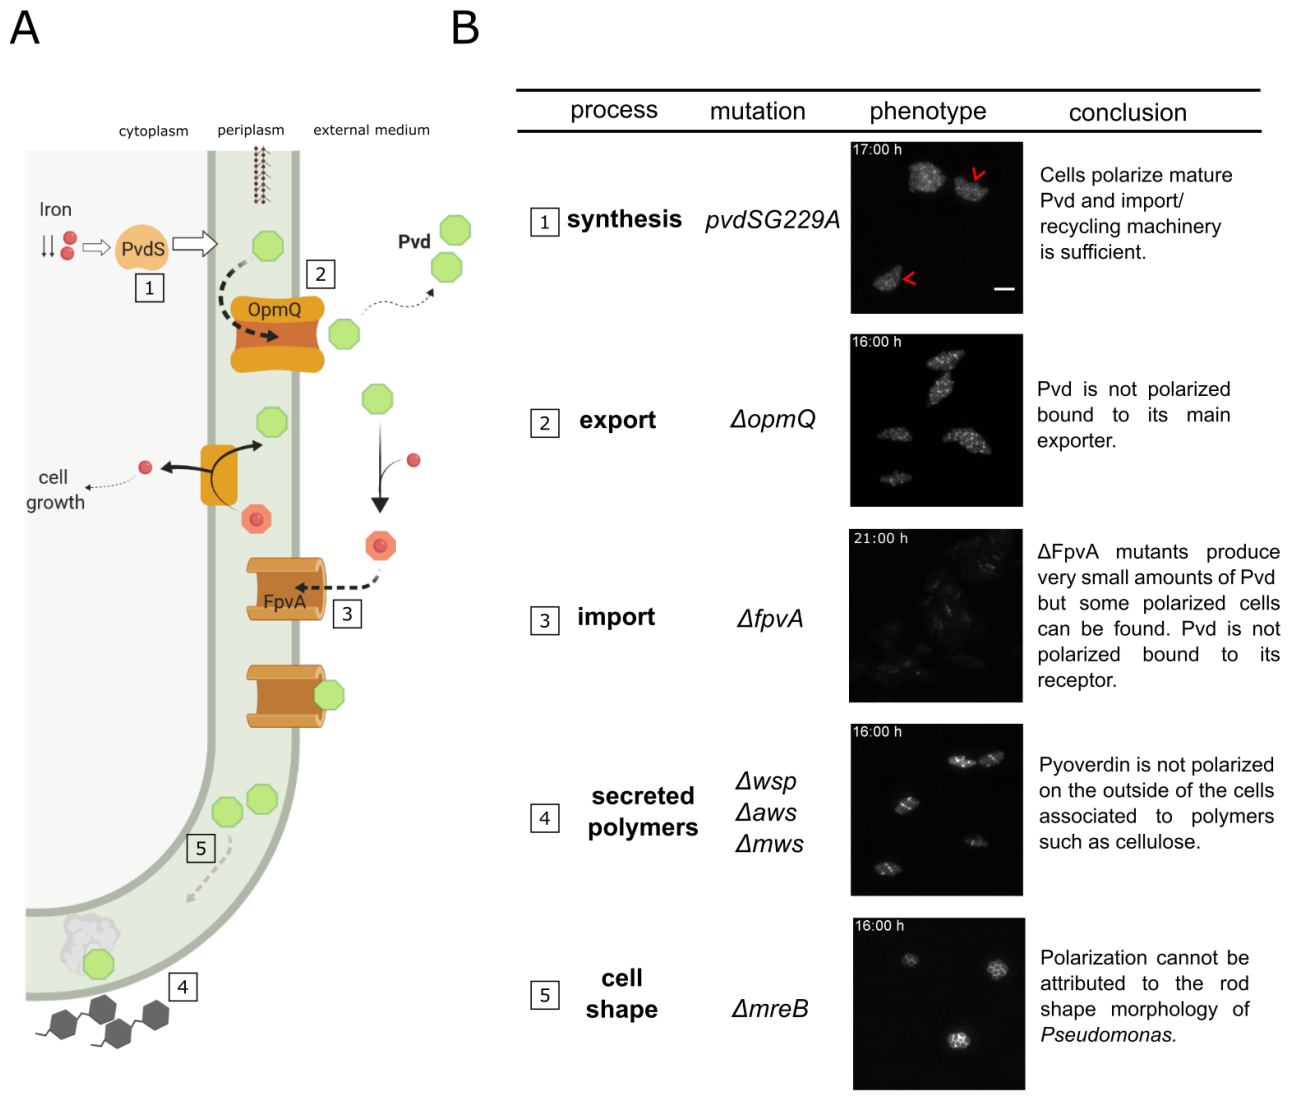 A
cytoplasm
periplasm
external medium
Iron
PvdS
1
Pvd
2
OpmQ
cell
growth
FpvA
3
5
4
B
process
mutation
phenotype
conclusion
1
synthesis
pvdSG229A
17:00 h
Cells polarize mature
Pvd and import/
recycling machinery
is sufficient.
2
export
ΔopmQ
16:00 h
Pvd is not polarized
bound to its main
exporter.
3
import
ΔfpvA
21:00 h
ΔFpvA mutants produce
very small amounts of Pvd
but some polarized cells
can be found. Pvd is not
polarized bound to its
receptor.
4
secreted
polymers
Δwsp
Δaws
Δmws
16:00 h
Pyoverdin is not polarized
on the outside of the cells
associated to polymers
such as cellulose.
5
cell
shape
ΔmreB
16:00 h
Polarization cannot be
attributed to the rod
shape morphology of
Pseudomonas.